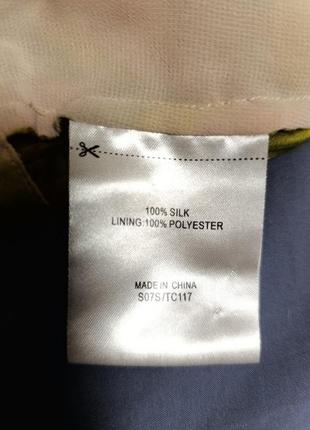 100% SILK
LINING:100% POLYESTER
MADE IN CHINA
S07S/TC117